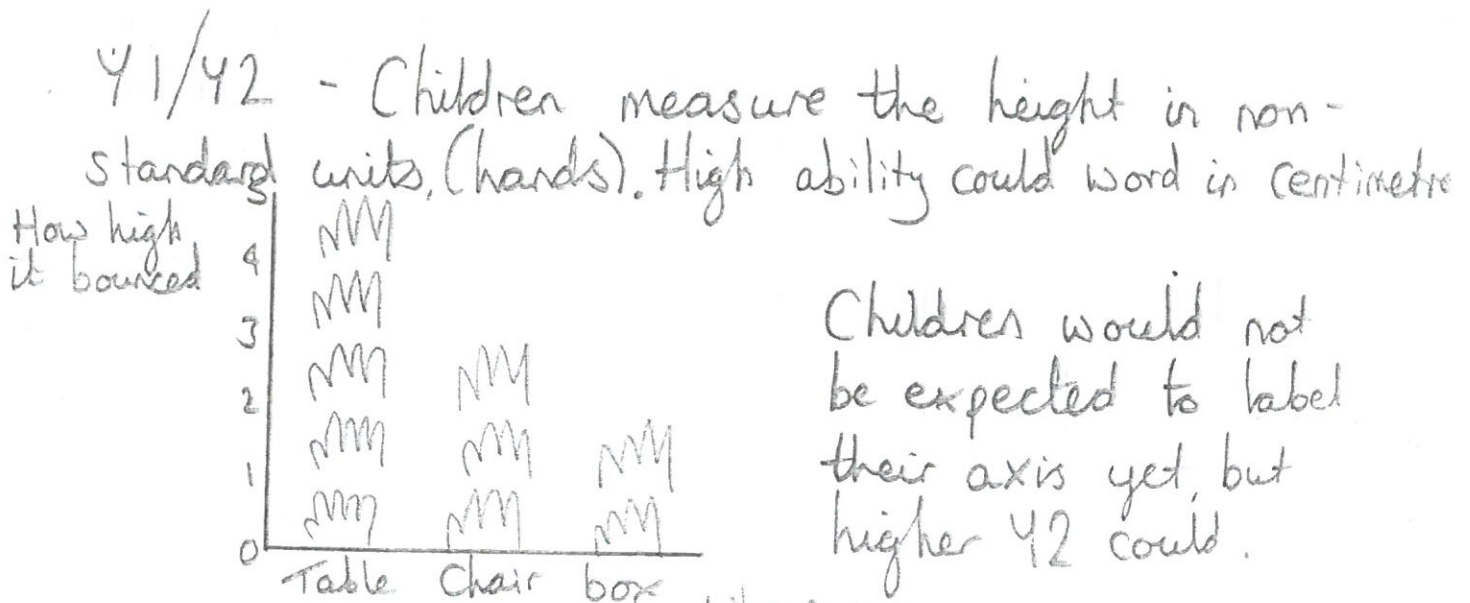 Y1/Y2 - Children measure the height in non-
standard units, (hands). High ability could word in centimetre
How high
it bounced
5
4
3
2
1
0
Table Chair box
Children would not
be expected to label
their axis yet, but
higher Y2 could.